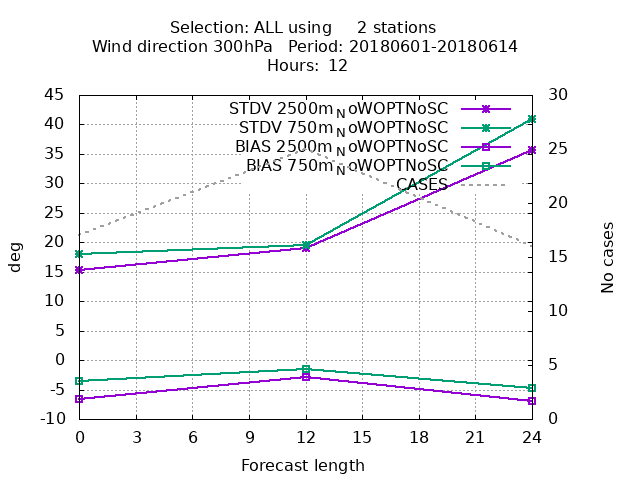 Selection: ALL using 2 stations
Wind direction 300hPa Period: 20180601-20180614
Hours: 12
STDV 2500m_NoWOPTNoSC
STDV 750m_NoWOPTNoSC
BIAS 2500m_NoWOPTNoSC
BIAS 750m_NoWOPTNoSC
CASES
45
40
35
30
25
20
15
10
5
0
-5
-10
deg
30
25
20
15
10
5
0
No cases
0 3 6 9 12 15 18 21 24
Forecast length